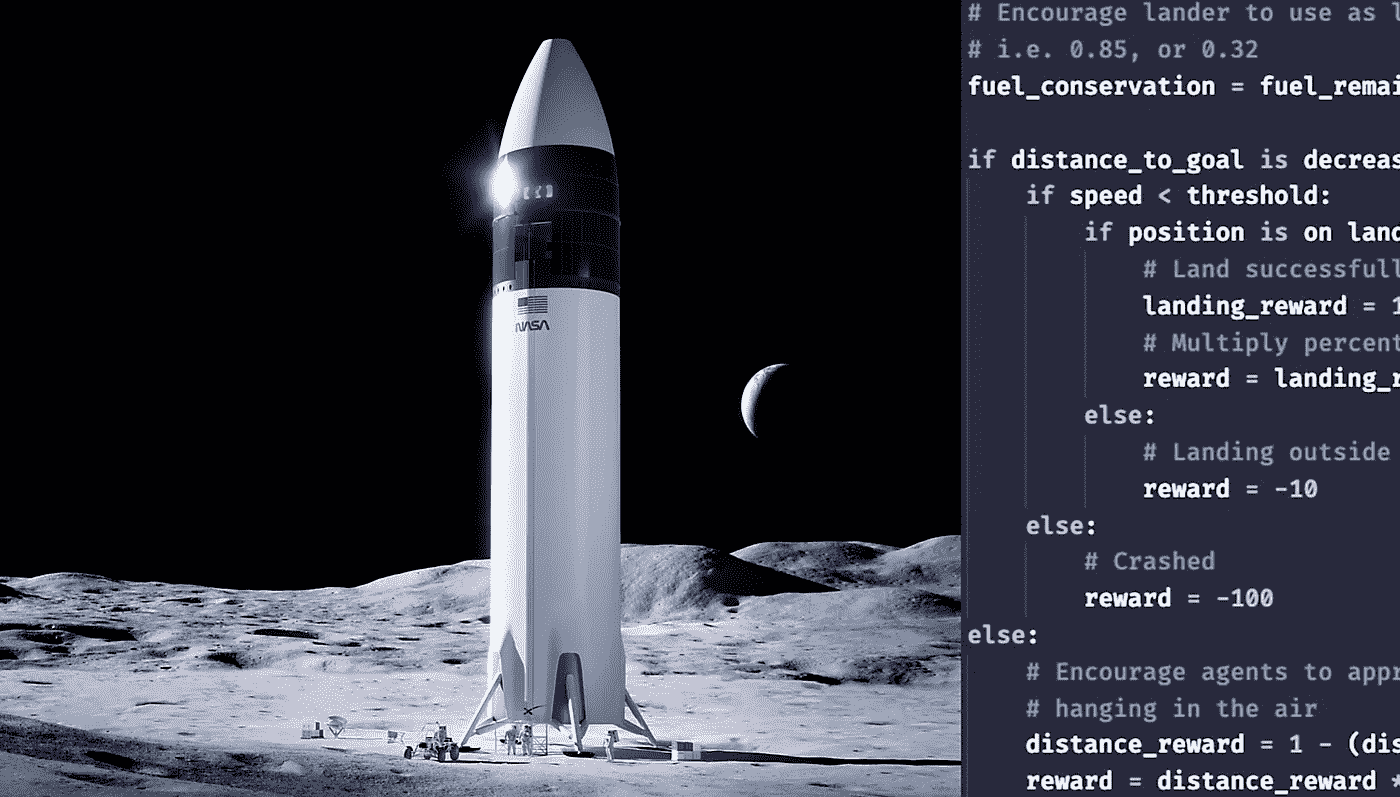 NASA
# Encourage lander to use as
# i.e. 0.85, or 0.32
fuel_conservation = fuel_remai
if distance_to_goal is decreas
if speed < threshold:
if position is on land
# Land successfull
landing_reward = 1
# Multiply percent
reward = landing_r
else:
# Landing outside
reward = -10
else:
# Crashed
reward = -100
else:
# Encourage agents to appr
# hanging in the air
distance_reward = 1 - (dis
reward = distance_reward *